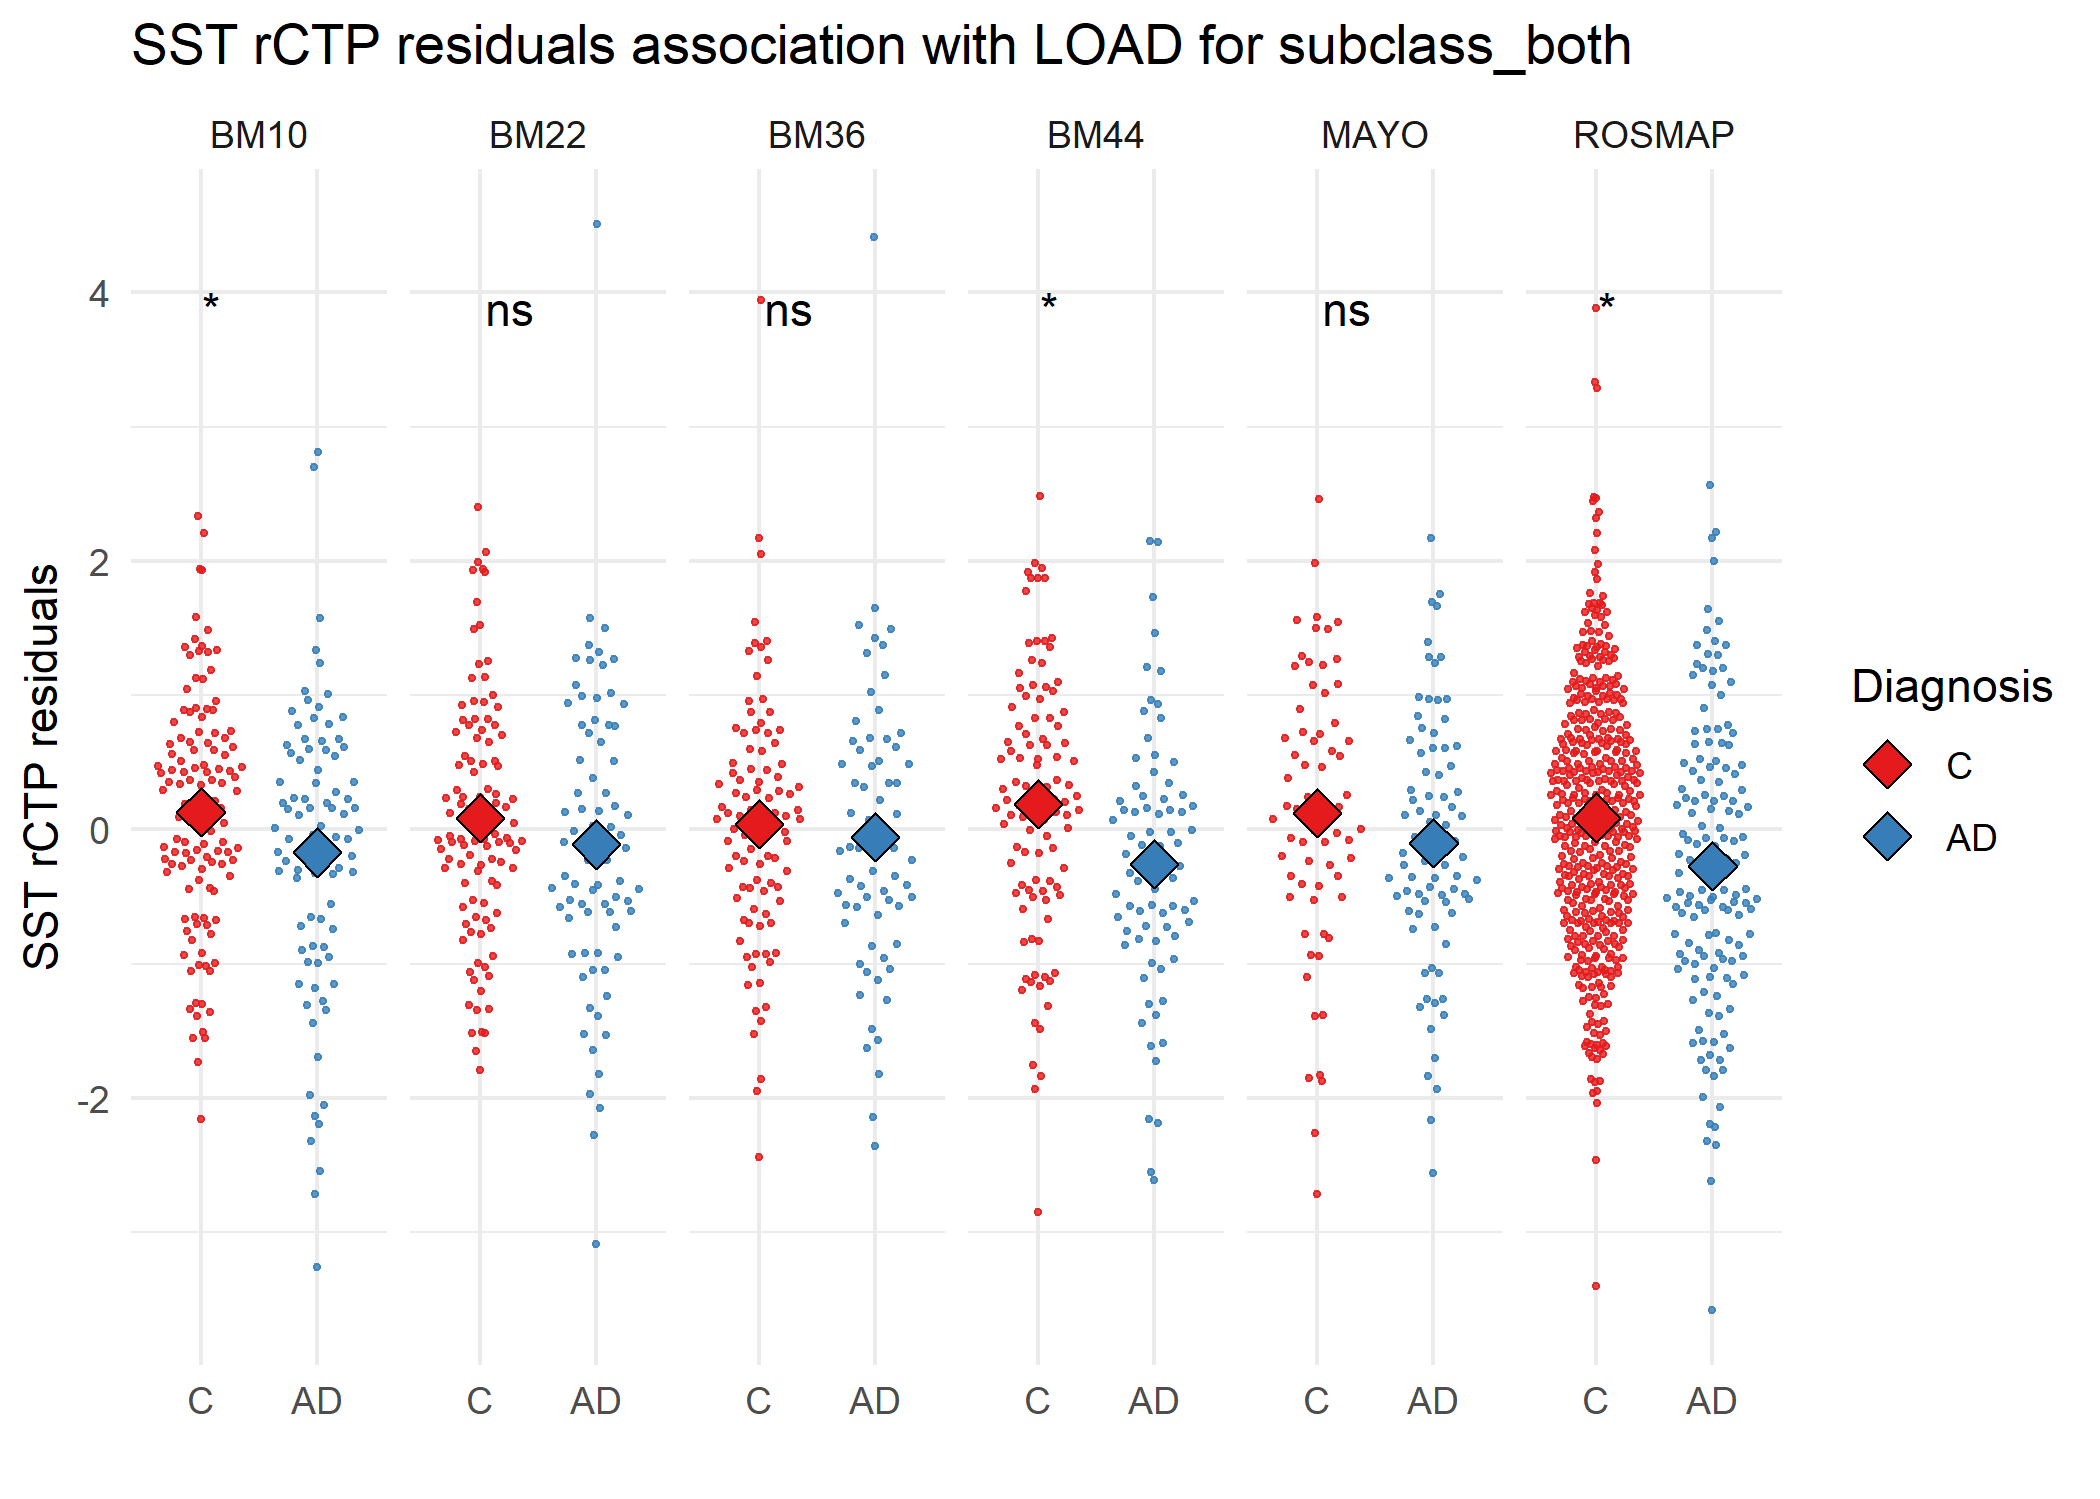 SST rCTP residuals association with LOAD for subclass_both
BM10 BM22 BM36 BM44 MAYO ROSMAP
* ns ns * ns *
4
2
0
-2
SST rCTP residuals
C AD C AD C AD C AD C AD C AD
Diagnosis
C
AD